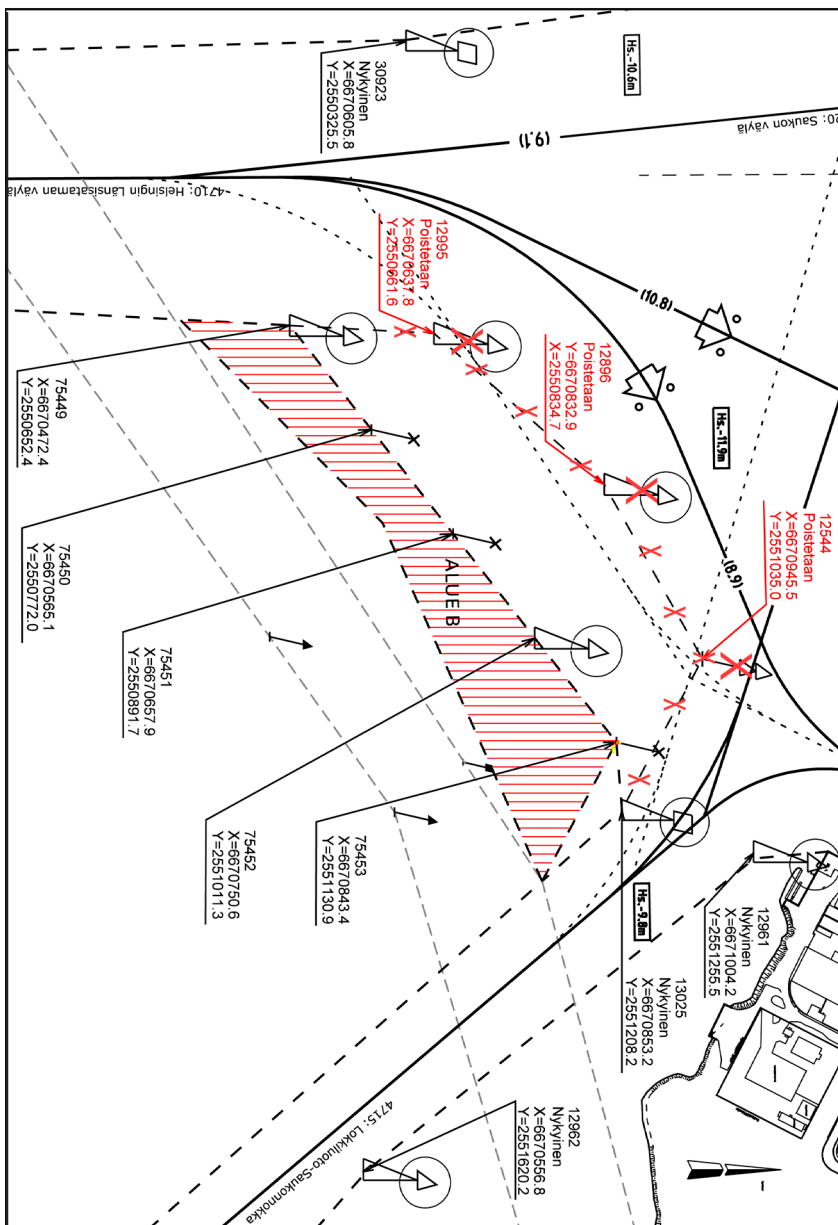 Hs.-10.6m
30923
Nykyinen
X=6670605.8
Y=2550325.5
20: Saukon väylä
(9.1)
4710: Helsingin Länsisataman väylä
12995
Poistetaan
X=6670637.8
Y=2550661.6
(10.8)
12896
Poistetaan
Y=6670832.9
X=2550834.7
Hs.-11.9m
12544
Poistetaan
X=6670945.5
Y=2551035.0
(8.9)
75449
X=6670472.4
Y=2550652.4
75450
X=6670565.1
Y=2550772.0
75451
X=6670657.9
Y=2550891.7
ALUE B
75452
X=6670750.6
Y=2551011.3
75453
X=6670843.4
Y=2551130.9
Hs.-9.8m
12961
Nykyinen
X=6671004.2
Y=2551255.5
13025
Nykyinen
X=6670853.2
Y=2551208.2
12962
Nykyinen
X=6670556.8
Y=2551620.2
4715: Lokkiluoto-Saukonnokka